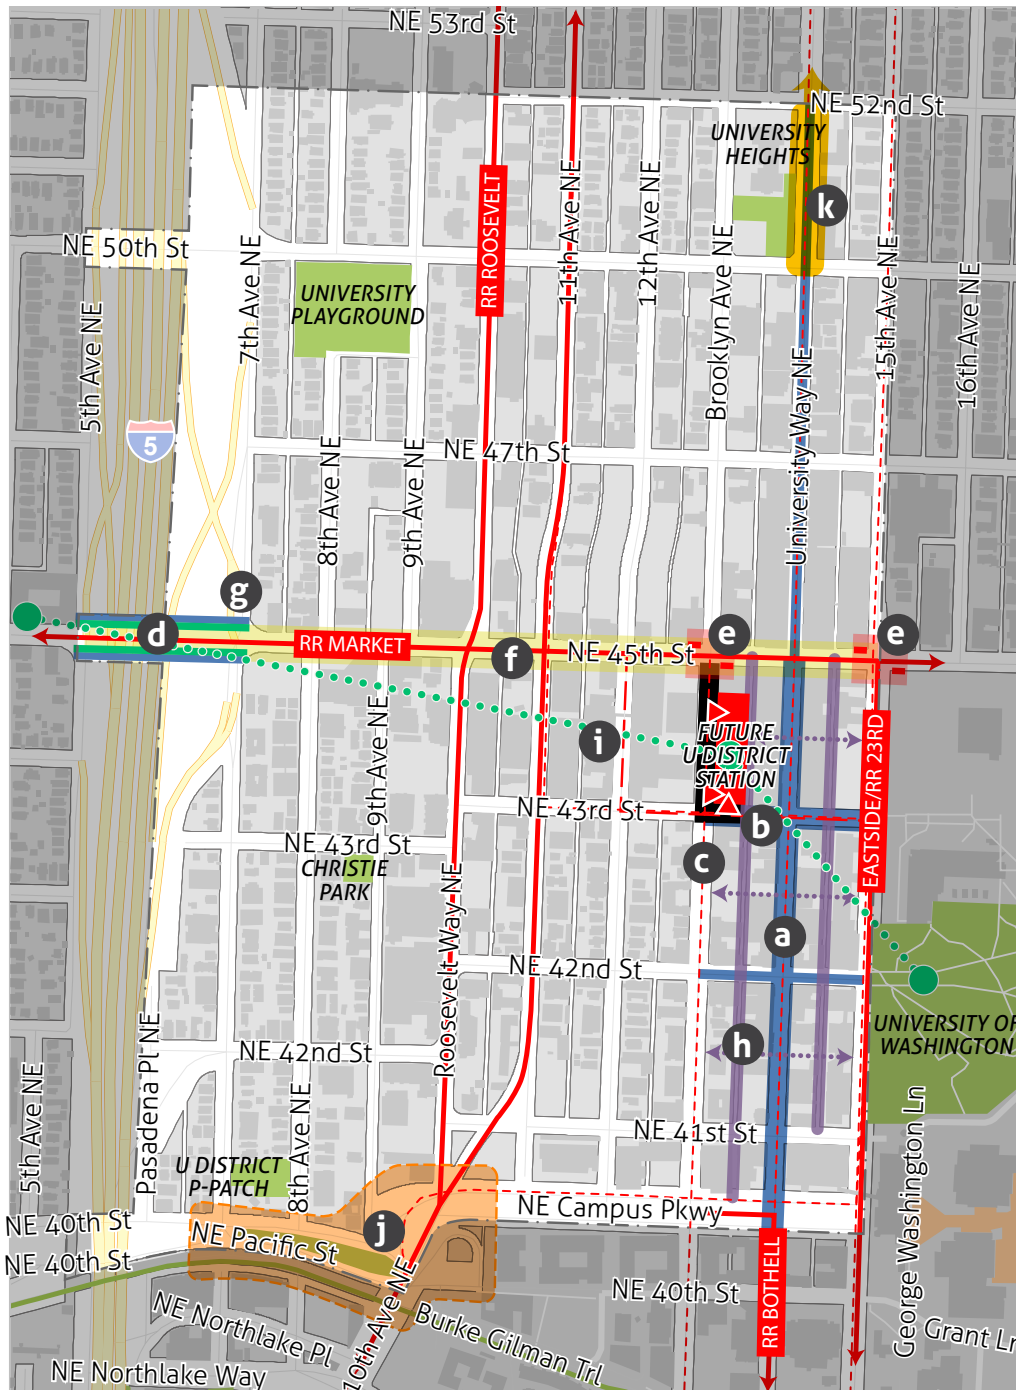 NE 53rd St
NE 52nd St
UNIVERSITY
HEIGHTS
k
RR ROOSEVELT
11th Ave NE
12th Ave NE
Brooklyn Ave NE
15th Ave NE
16th Ave NE
NE 50th St
7th Ave NE
5th Ave NE
UNIVERSITY
PLAYGROUND
University Way NE
5
NE 47th St
8th Ave NE
9th Ave NE
g
d
RR MARKET
f
NE 45th St
e
e
i
FUTURE
U DISTRICT
STATION
9th Ave NE
EASTSIDE/RR 23RD
NE 43rd St
b
NE 43rd St
c
CHRISTIE
PARK
Roosevelt Way NE
a
NE 42nd St
UNIVERSITY OF
WASHINGTON
Pasadena Pl NE
NE 42nd St
h
5th Ave NE
8th Ave NE
NE 41st St
George Washington Ln
U DISTRICT
P-PATCH
NE 40th St
NE Campus Pkwy
NE Pacific St
j
NE 40th St
RR BOTHELL
10th Ave NE
NE 40th St
NE Northlake Pl
Burke Gilman Trl
Grant Ln
NE Northlake Way